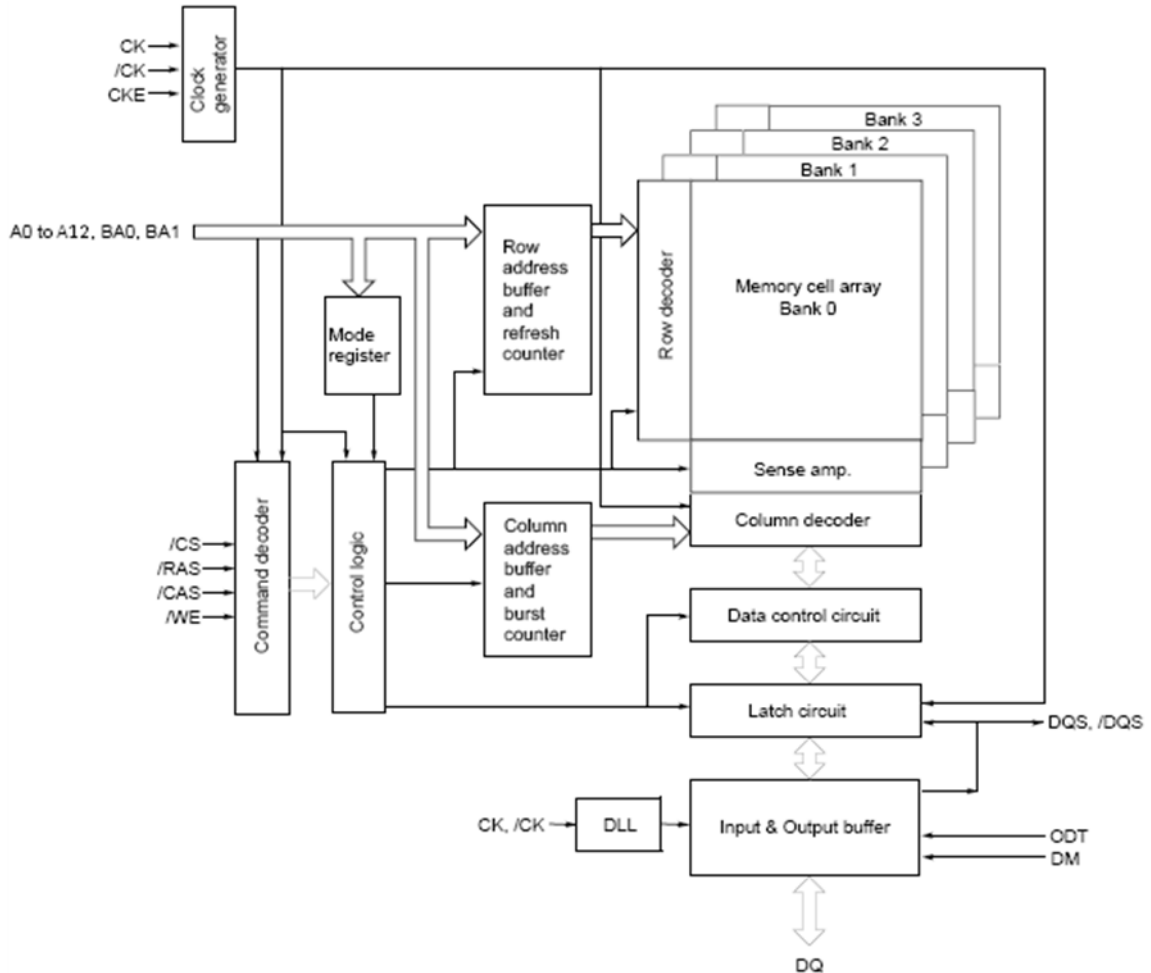 CK
/CK
CKE
Clock
generator
Bank 3
Bank 2
Bank 1
A0 to A12, BA0, BA1
Row
address
buffer
and
refresh
counter
Row decoder
Memory cell array
Bank 0
Mode
register
Sense amp.
Command decoder
Control logic
Column
address
buffer
and
burst
counter
Column decoder
/CS
/RAS
/CAS
/WE
Data control circuit
Latch circuit
DQS, /DQS
CK, /CK
DLL
Input & Output buffer
ODT
DM
DQ